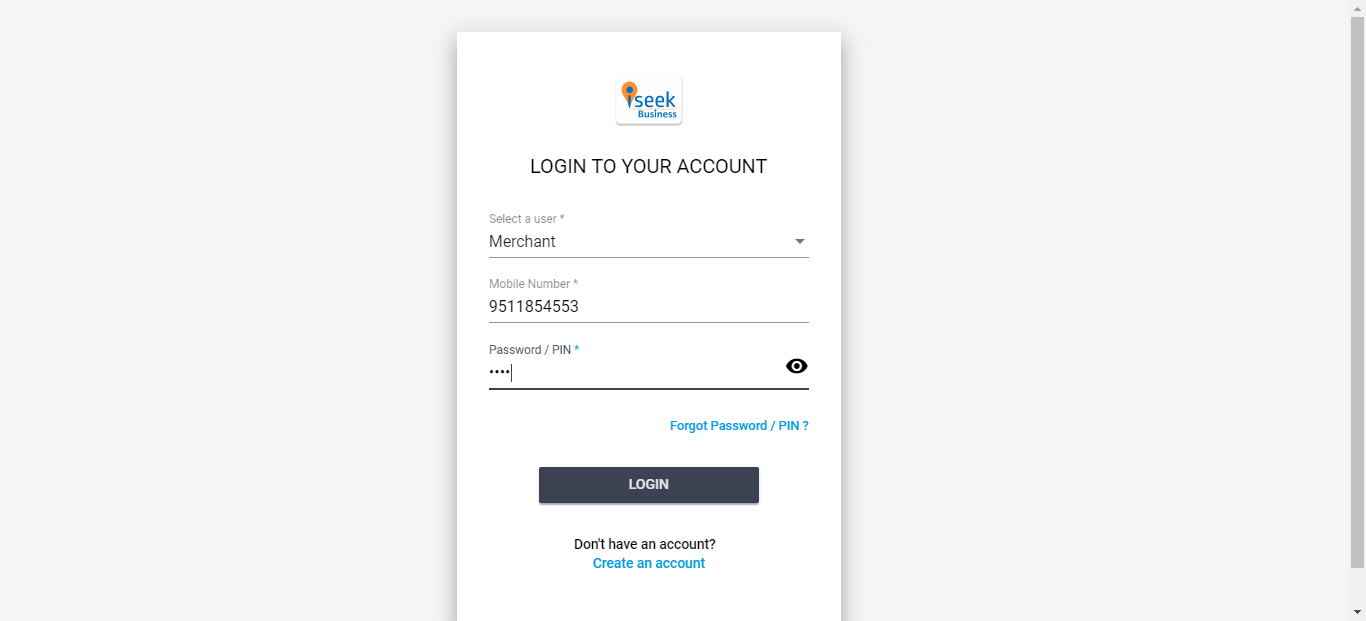 iseek
Business
LOGIN TO YOUR ACCOUNT
Select a user *
Merchant
Mobile Number *
9511854553
Password / PIN *
••••
Forgot Password / PIN ?
LOGIN
Don't have an account?
Create an account